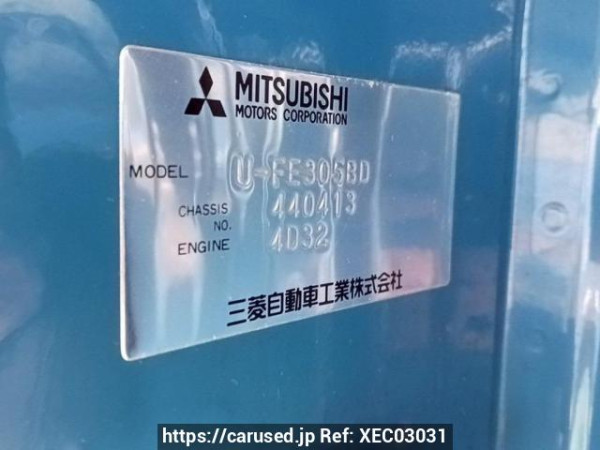 MITSUBISHI
MOTORS CORPORATION
MODEL U-FE305BD
CHASSIS NO. 440413
ENGINE 4D32
三菱自動車工業株式会社
https://carused.jp Ref: XEC03031